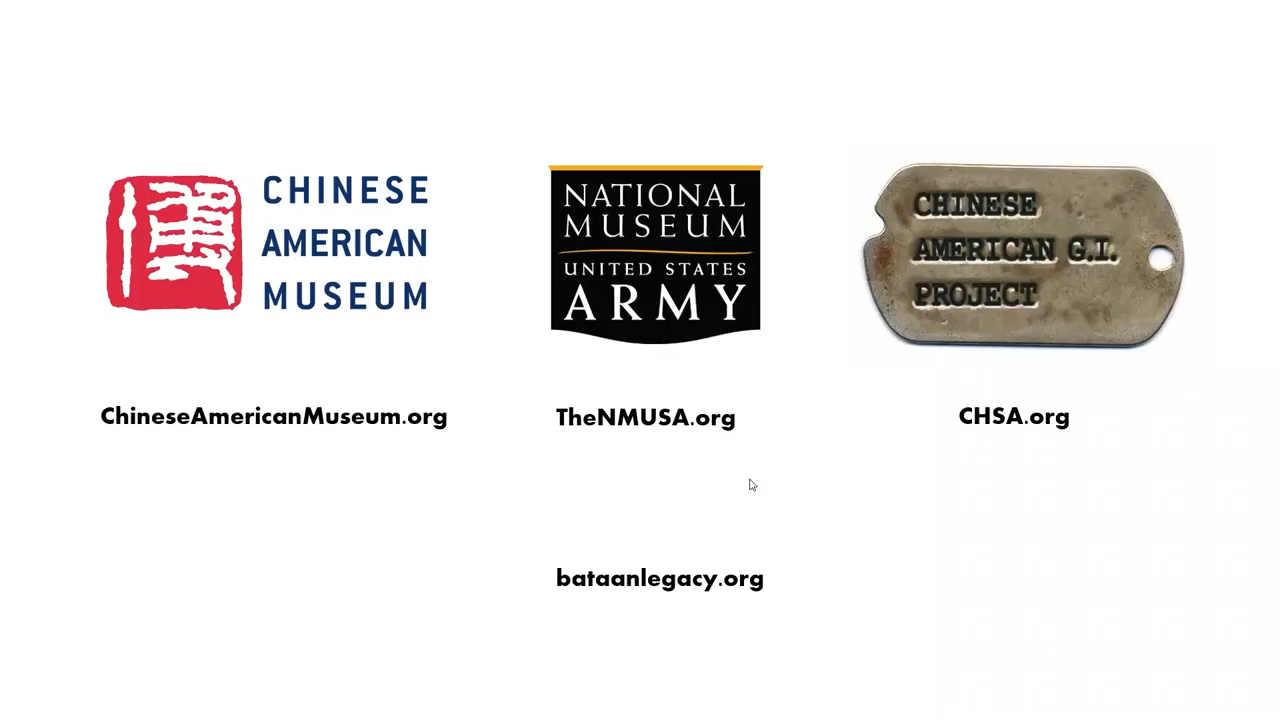 CHINESE
AMERICAN
MUSEUM
NATIONAL
MUSEUM
UNITED STATES
ARMY
CHINESE
AMERICAN G.I.
PROJECT
ChineseAmericanMuseum.org
TheNMUSA.org
CHSA.org
bataanlegacy.org